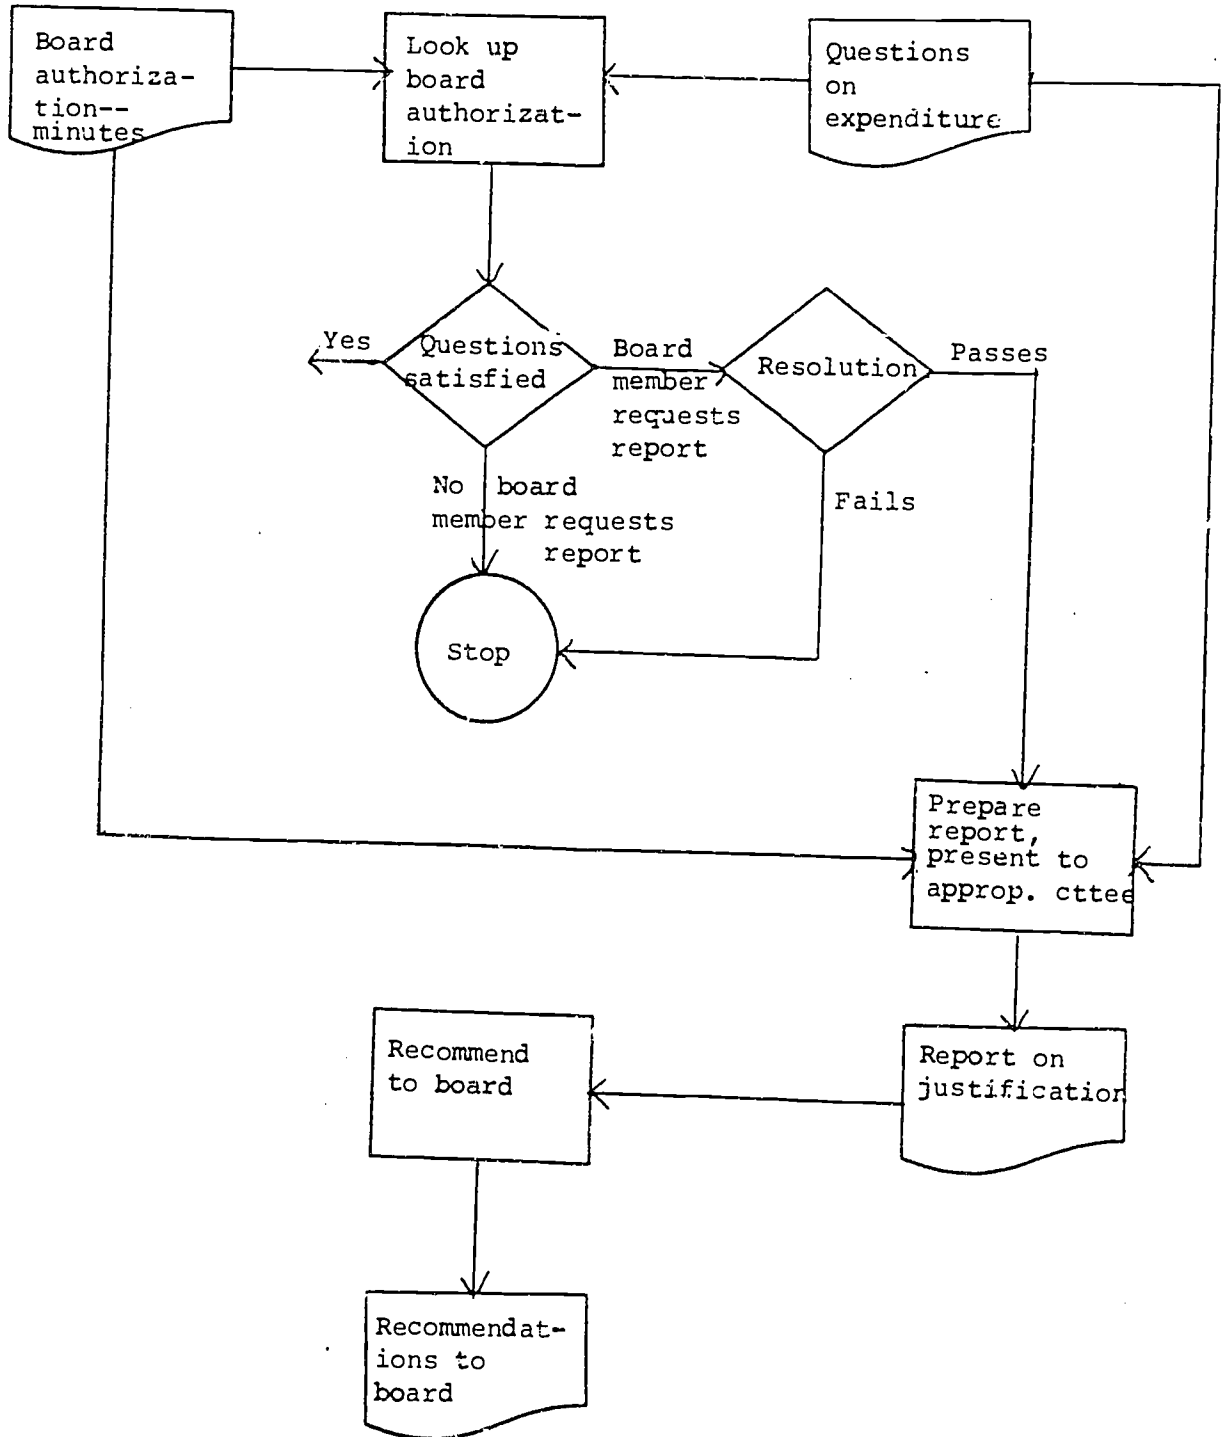 Board
authoriza-
tion--
minutes
Look up
board
authorizat-
ion
Questions
on
expenditure
Yes
Questions
satisfied
Board
member
requests
report
Resolution
Passes
No board
member requests
report
Fails
Stop
Prepare
report,
present to
approp. cttee
Report on
justification
Recommend
to board
Recommendat-
ions to
board